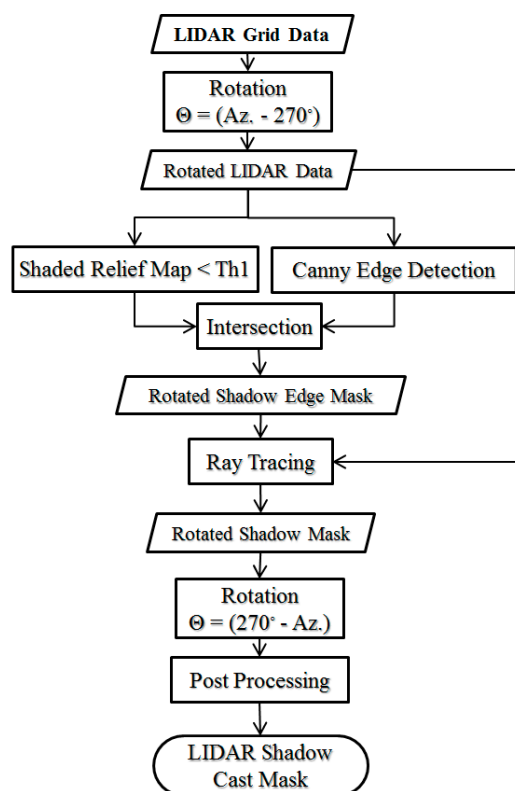 LIDAR Grid Data
Rotation
Θ = (Az. - 270°)
Rotated LIDAR Data
Shaded Relief Map < Th1
Canny Edge Detection
Intersection
Rotated Shadow Edge Mask
Ray Tracing
Rotated Shadow Mask
Rotation
Θ = (270° - Az.)
Post Processing
LIDAR Shadow
Cast Mask